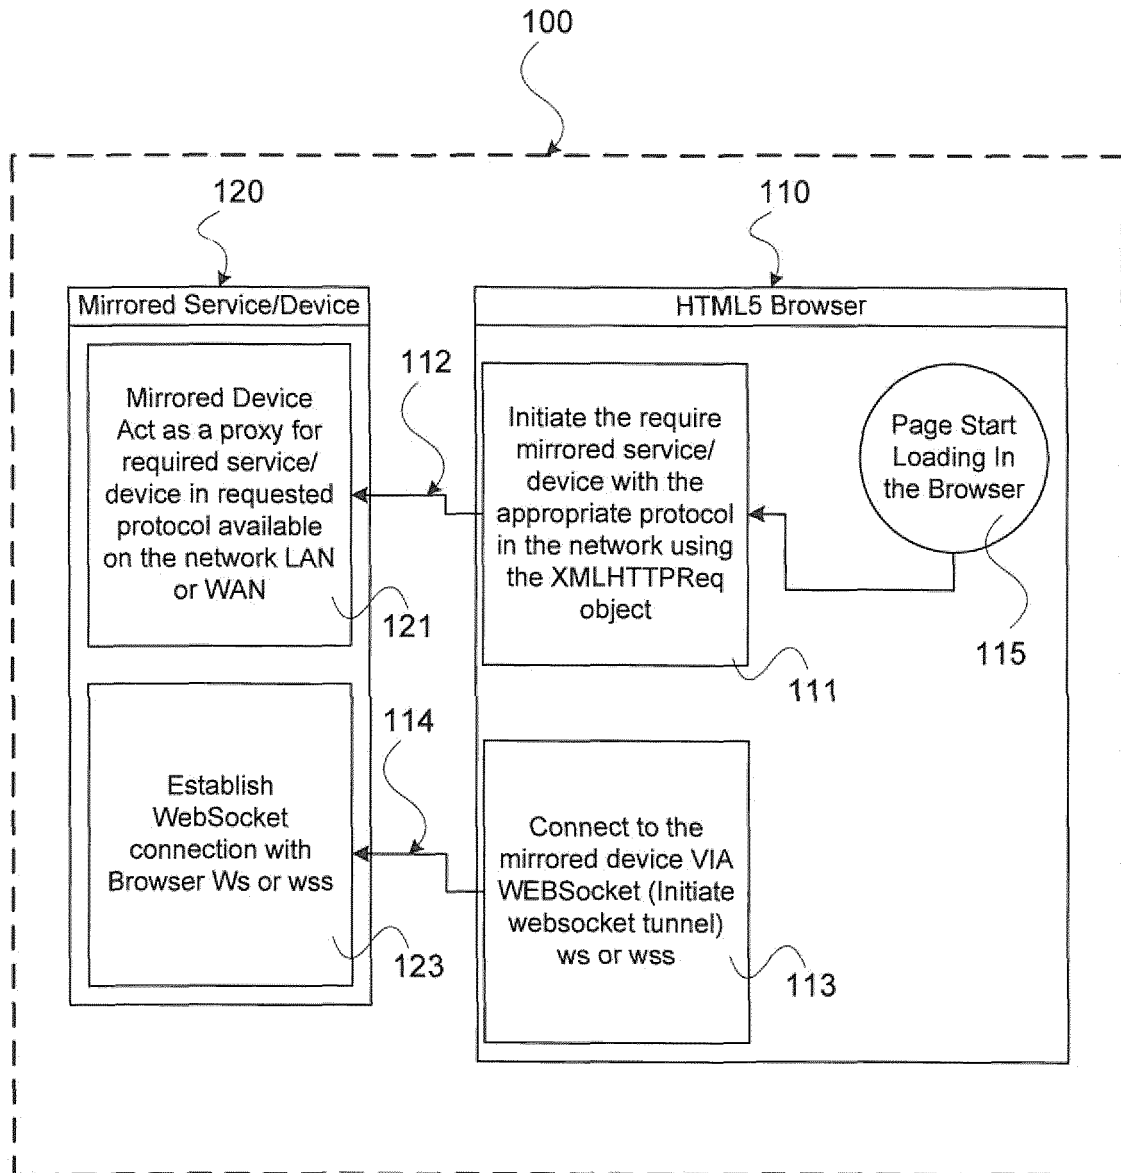 100
120
110
Mirrored Service/Device
HTML5 Browser
112
Mirrored Device
Act as a proxy for
required service/
device in requested
protocol available
on the network LAN
or WAN
121
Initiate the require
mirrored service/
device with the
appropriate protocol
in the network using
the XMLHTTPReq
object
111
Page Start
Loading In
the Browser
115
114
Establish
WebSocket
connection with
Browser Ws or wss
123
Connect to the
mirrored device VIA
WEBSocket (Initiate
websocket tunnel)
ws or wss
113